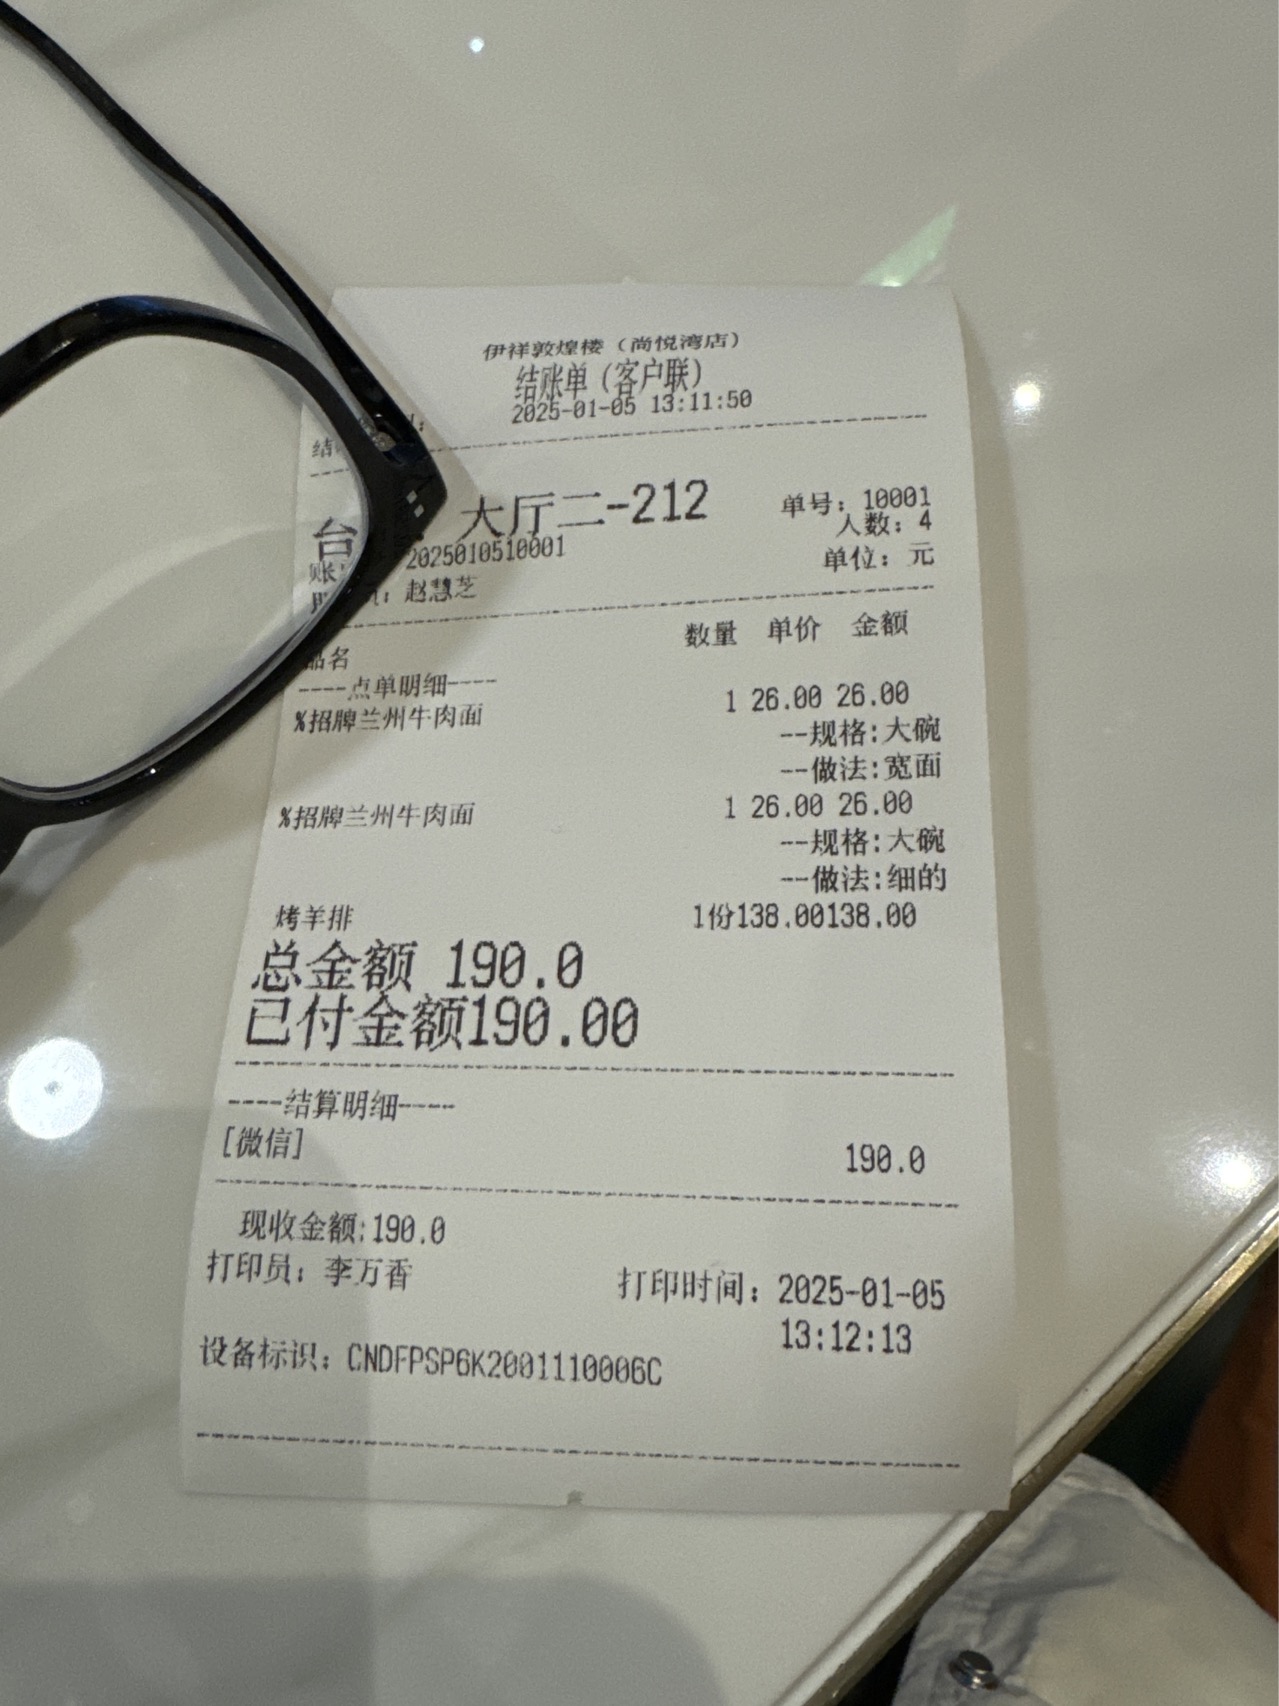 伊祥敦煌楼（尚悦湾店）
结账单（客户联）
2025-01-05 13:11:50
大厅二-212
单号：10001
人数：4
2025010510001
单位：元
赵慧芝
品名 数量 单价 金额
----点单明细----
%招牌兰州牛肉面 1 26.00 26.00
--规格:大碗
--做法:宽面
%招牌兰州牛肉面 1 26.00 26.00
--规格:大碗
--做法:细的
烤羊排 1份138.00138.00
总金额 190.0
已付金额190.00
----结算明细----
[微信] 190.0
现收金额:190.0
打印员：李万香
打印时间：2025-01-05
13:12:13
设备标识：CNDFPSP6K2001110006C